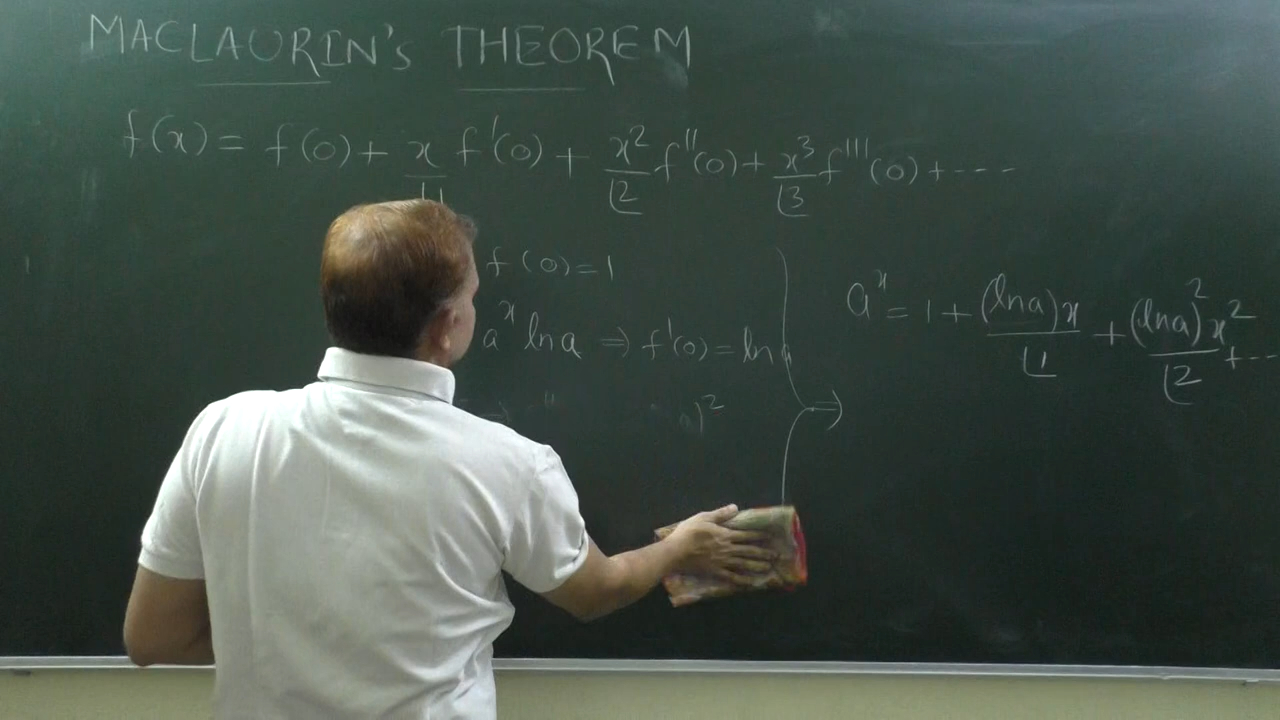 MACLAURIN's THEOREM
f(x) = f(0) + x/⌊1 f'(0) + x²/⌊2 f''(0) + x³/⌊3 f'''(0) + ----
f(0) = 1
aˣ ln a ⇒ f'(0) = ln a
)²
⇒
aˣ = 1 + (ln a)x/⌊1 + (ln a)²x²/⌊2 + --